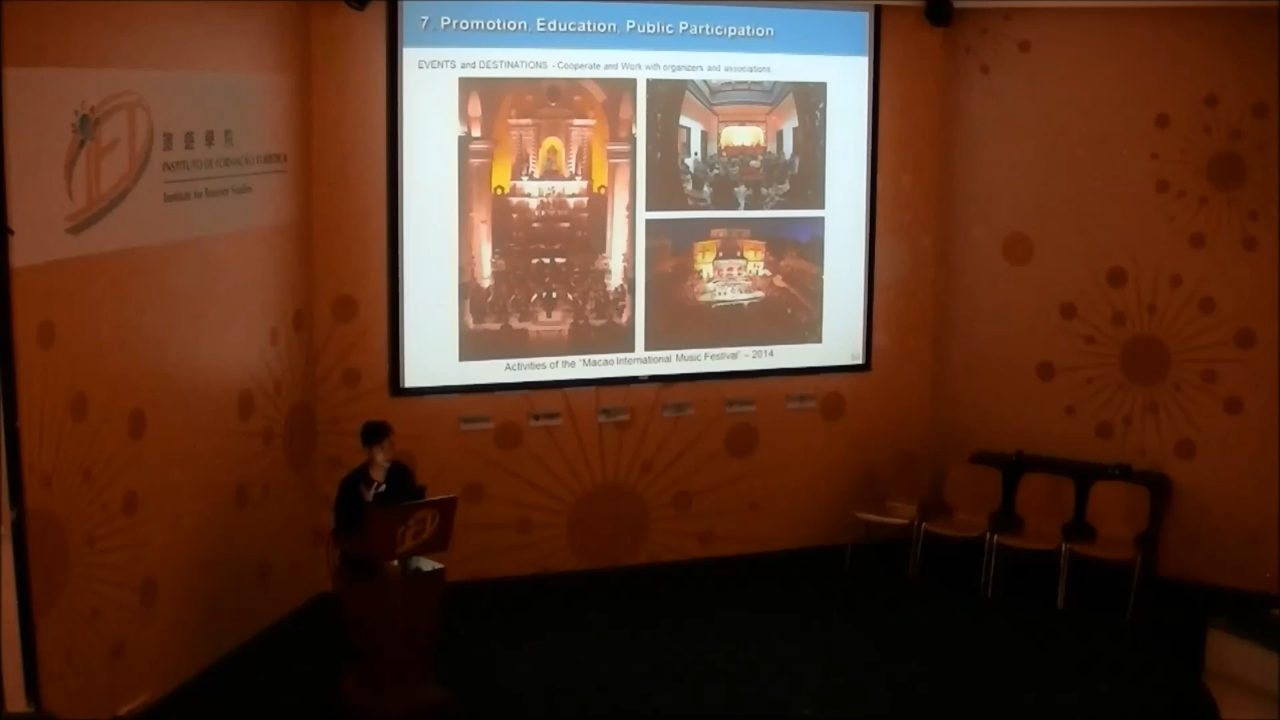 7. Promotion, Education, Public Participation
EVENTS and DESTINATIONS - Cooperate and Work with organizers and associations.
旅遊學院
INSTITUTO DE FORMAÇÃO TURÍSTICA
Institute for Tourism Studies
Activities of the "Macao International Music Festival" – 2014